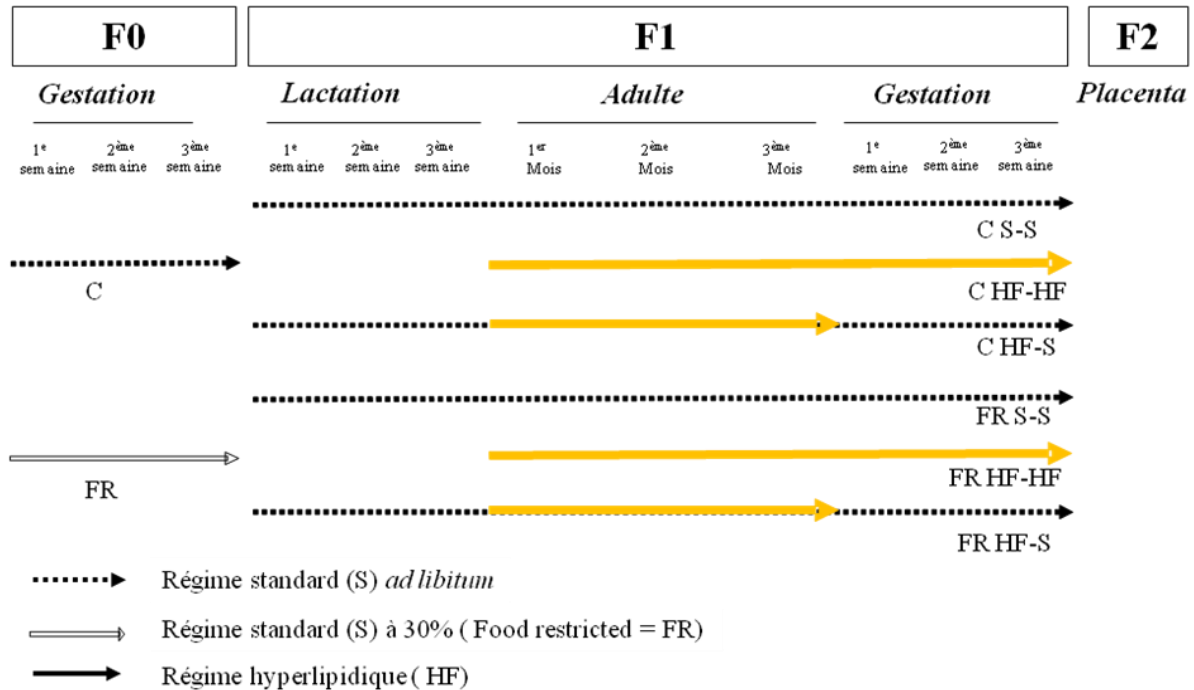 F0 F1 F2
Gestation Lactation Adulte Gestation Placenta
1e semaine 2ème semaine 3ème semaine 1e semaine 2ème semaine 3ème semaine 1er Mois 2ème Mois 3ème Mois 1e semaine 2ème semaine 3ème semaine
C S-S
C
C HF-HF
C HF-S
FR S-S
FR
FR HF-HF
FR HF-S
Régime standard (S) ad libitum
Régime standard (S) à 30% ( Food restricted = FR)
Régime hyperlipidique ( HF)